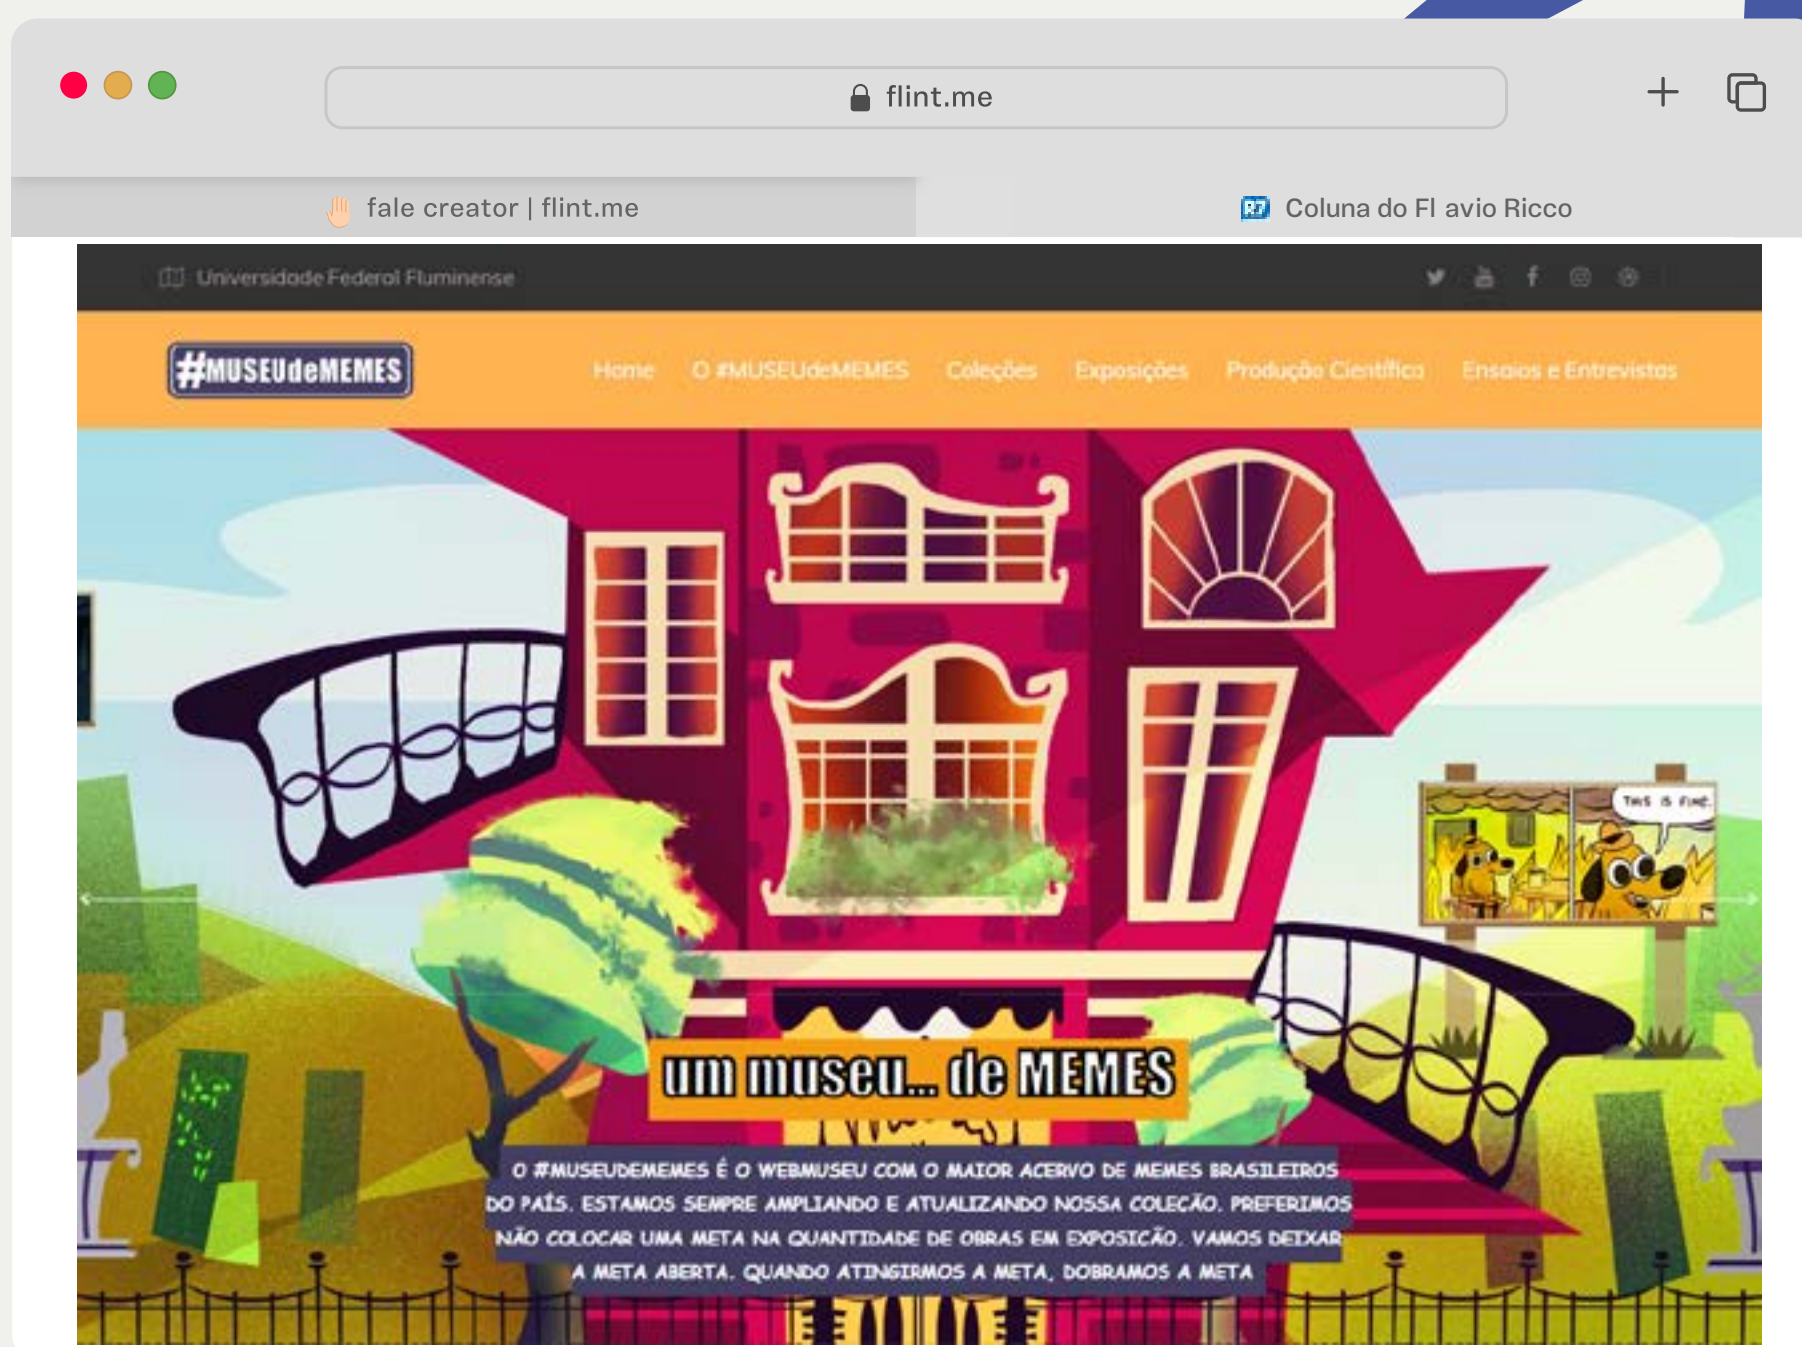 flint.me
fale creator | flint.me
Coluna do Fl avio Ricco
Universidade Federal Fluminense
#MUSEUdeMEMES
Home
O #MUSEUdeMEMES
Coleções
Exposições
Produção Científica
Ensaios e Entrevistas
THIS IS FINE.
um museu... de MEMES
O #MUSEUDEMEMES É O WEBMUSEU COM O MAIOR ACERVO DE MEMES BRASILEIROS
DO PAÍS. ESTAMOS SEMPRE AMPLIANDO E ATUALIZANDO NOSSA COLEÇÃO. PREFERIMOS
NÃO COLOCAR UMA META NA QUANTIDADE DE OBRAS EM EXPOSIÇÃO. VAMOS DEIXAR
A META ABERTA. QUANDO ATINGIRMOS A META, DOBRAMOS A META